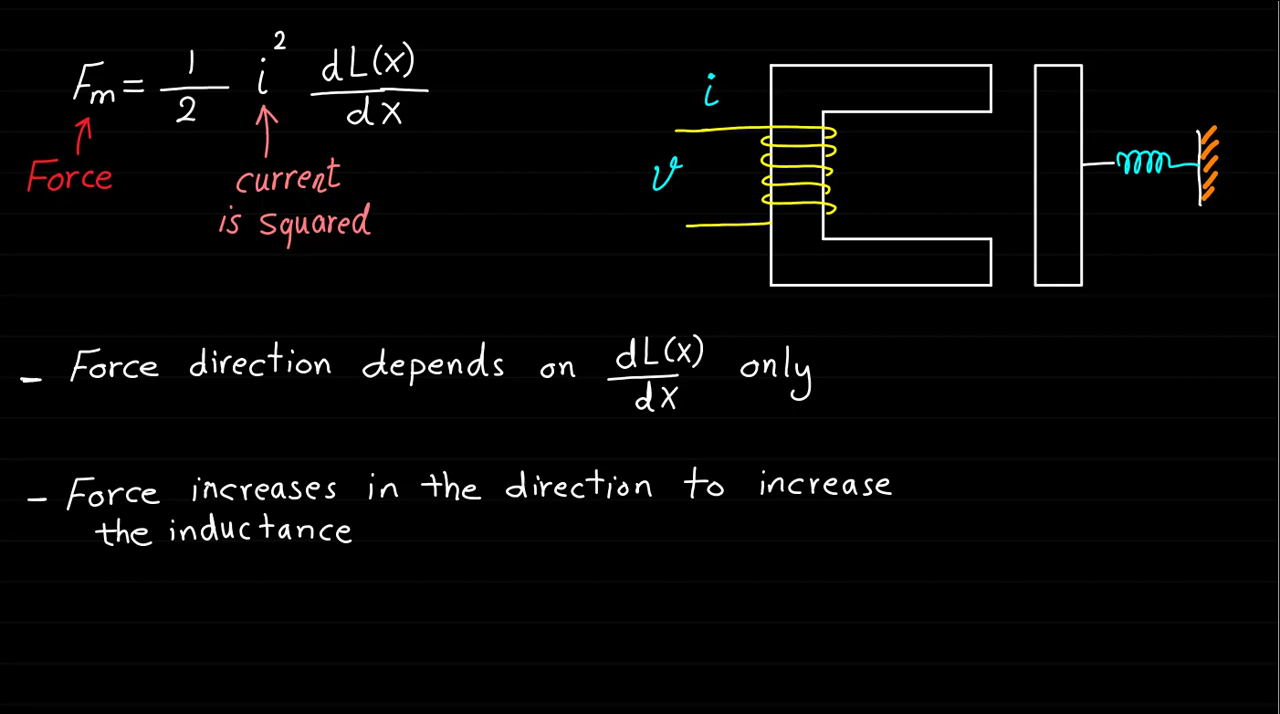 Fm = 1/2 i² dL(x)/dx
Force
current
is squared
i
v
- Force direction depends on dL(x)/dx only
- Force increases in the direction to increase
the inductance